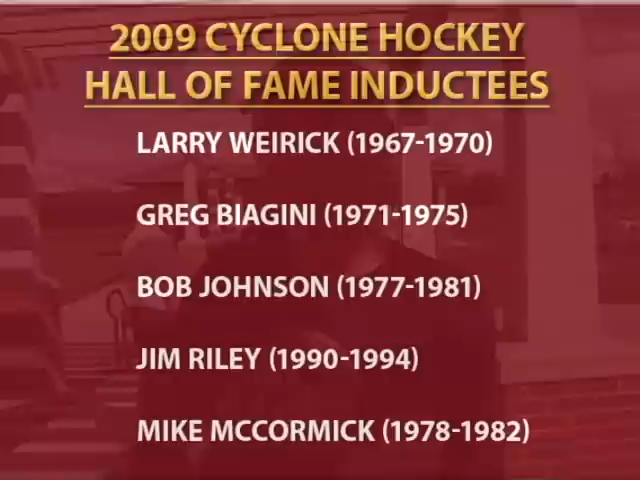 2009 CYCLONE HOCKEY
HALL OF FAME INDUCTEES
LARRY WEIRICK (1967-1970)
GREG BIAGINI (1971-1975)
BOB JOHNSON (1977-1981)
JIM RILEY (1990-1994)
MIKE MCCORMICK (1978-1982)